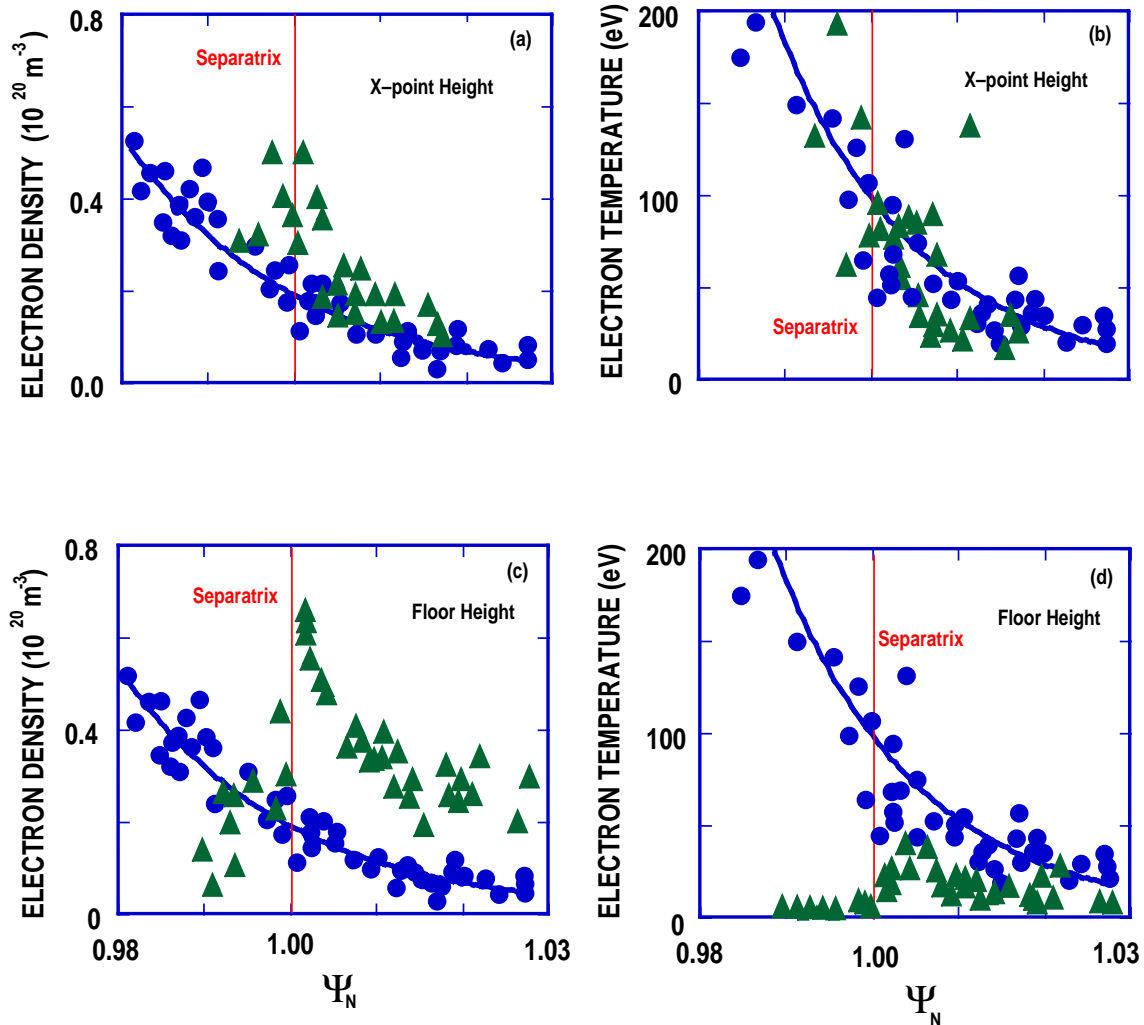 ELECTRON DENSITY (10 20 m-3)
0.8
0.4
0.0
Separatrix
(a)
X–point Height
ELECTRON TEMPERATURE (eV)
200
100
0
Separatrix
(b)
X–point Height
ELECTRON DENSITY (10 20 m-3)
0.8
0.4
0
Separatrix
(c)
Floor Height
0.98
1.00
1.03
ΨN
ELECTRON TEMPERATURE (eV)
200
100
0
Separatrix
(d)
Floor Height
0.98
1.00
1.03
ΨN